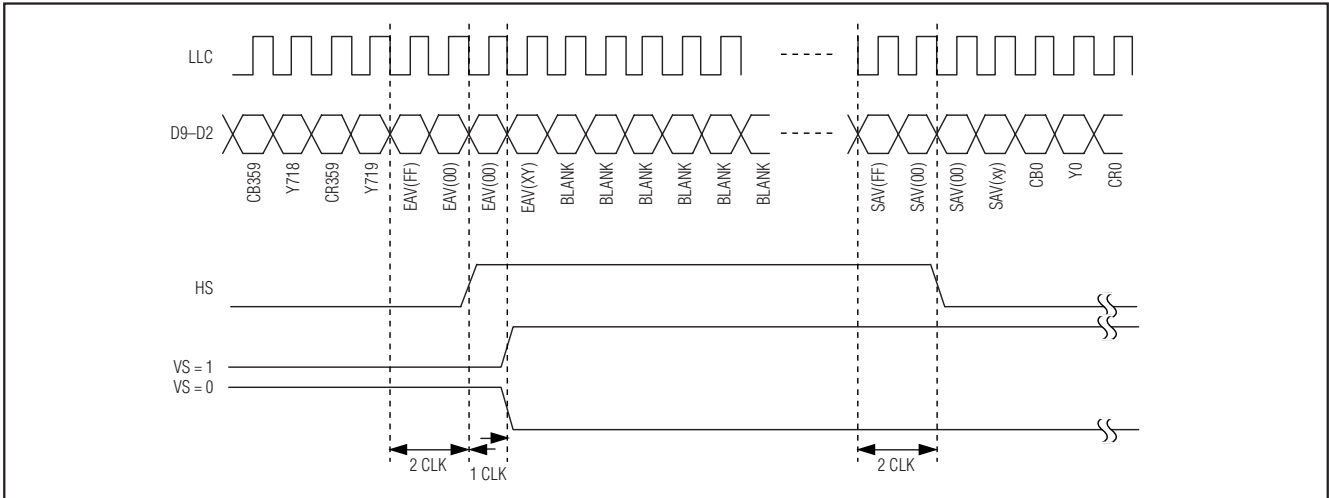 LLC
D9–D2
CB359
Y718
CR359
Y719
EAV(FF)
EAV(00)
EAV(00)
EAV(XY)
BLANK
BLANK
BLANK
BLANK
BLANK
BLANK
SAV(FF)
SAV(00)
SAV(00)
SAV(xy)
CB0
Y0
CR0
HS
VS = 1
VS = 0
2 CLK
1 CLK
2 CLK